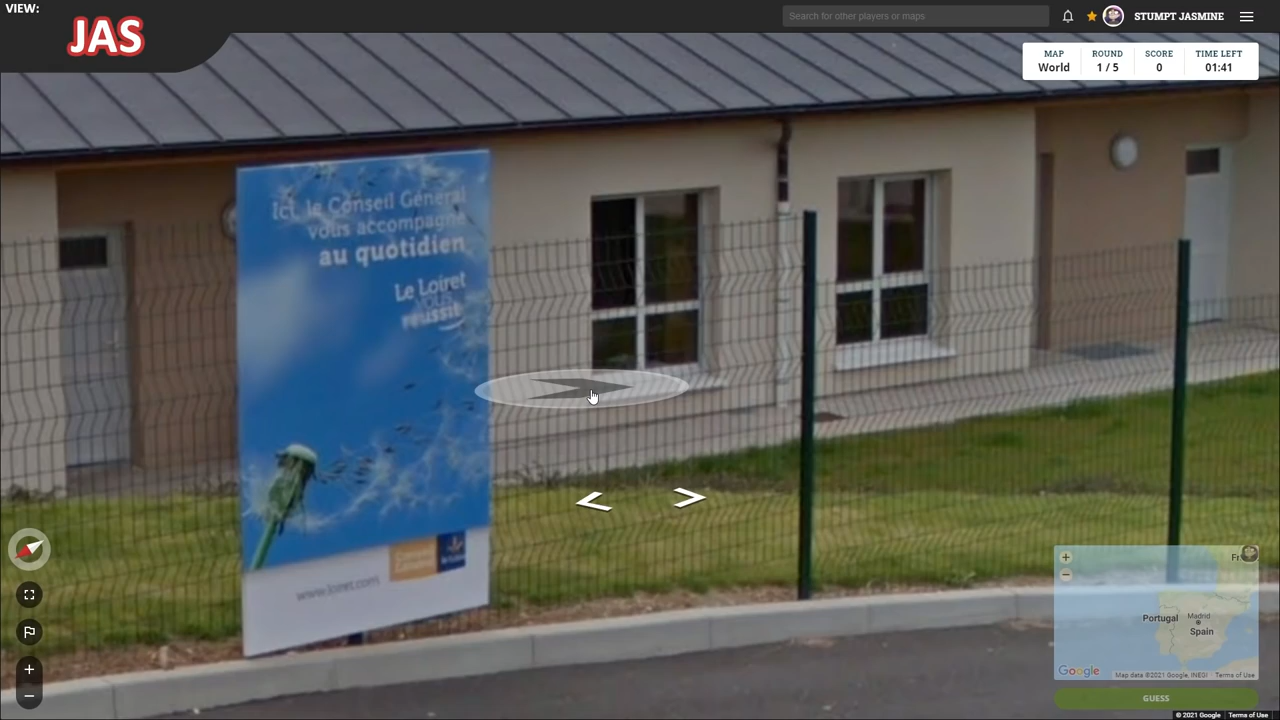 VIEW:
JAS
Search for other players or maps
STUMPT JASMINE
MAP
World
ROUND
1 / 5
SCORE
0
TIME LEFT
01:41
Ici, le Conseil Général
vous accompagne
au quotidien
Le Loiret
vous
réussit
www.loiret.com
+
−
+
−
Fr
Portugal
Madrid
Spain
Google
Map data ©2021 Google, INEGI
Terms of Use
GUESS
© 2021 Google
Terms of Use